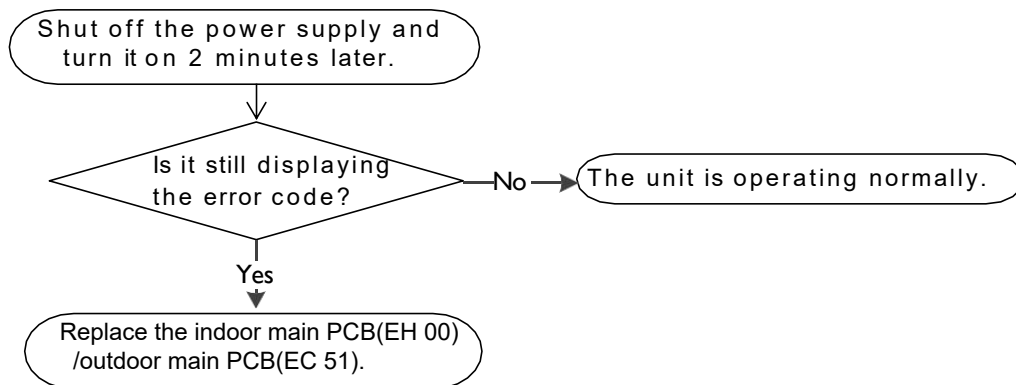 Shut off the power supply and
turn it on 2 minutes later.
Is it still displaying
the error code?
No
The unit is operating normally.
Yes
Replace the indoor main PCB(EH 00)
/outdoor main PCB(EC 51).